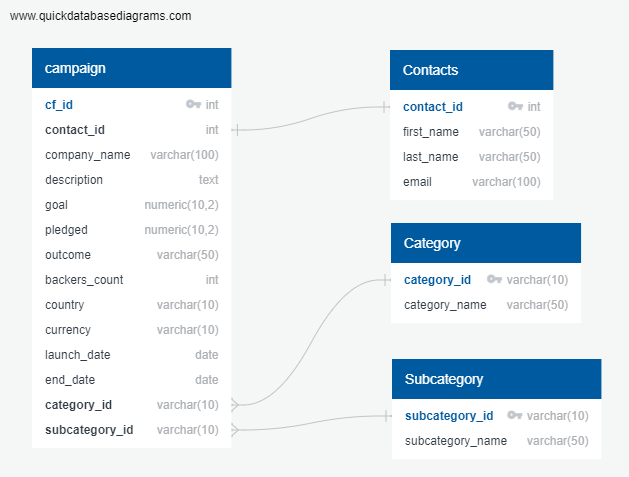 www.quickdatabasediagrams.com
campaign
cf_id int
contact_id int
company_name varchar(100)
description text
goal numeric(10,2)
pledged numeric(10,2)
outcome varchar(50)
backers_count int
country varchar(10)
currency varchar(10)
launch_date date
end_date date
category_id varchar(10)
subcategory_id varchar(10)
Contacts
contact_id int
first_name varchar(50)
last_name varchar(50)
email varchar(100)
Category
category_id varchar(10)
category_name varchar(50)
Subcategory
subcategory_id varchar(10)
subcategory_name varchar(50)